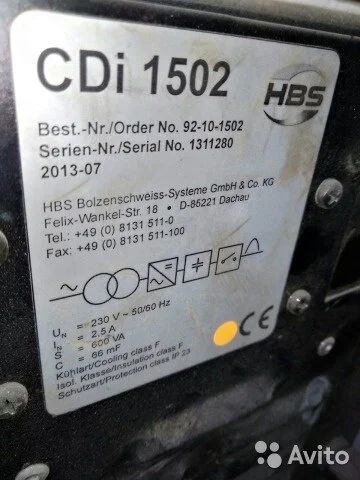 CDi 1502
HBS
Best.-Nr./Order No. 92-10-1502
Serien-Nr./Serial No. 1311280
2013-07
HBS Bolzenschweiss-Systeme GmbH & Co. KG
Felix-Wankel-Str. 18 • D-85221 Dachau
Tel.: +49 (0) 8131 511-0
Fax: +49 (0) 8131 511-100
UN = 230 V ~ 50/60 Hz
IN = 2,5 A
S = 600 VA
C = 66 mF
Kühlart/Cooling class F
Isol. Klasse/Insulation class F
Schutzart/Protection class IP 23
CE
Avito